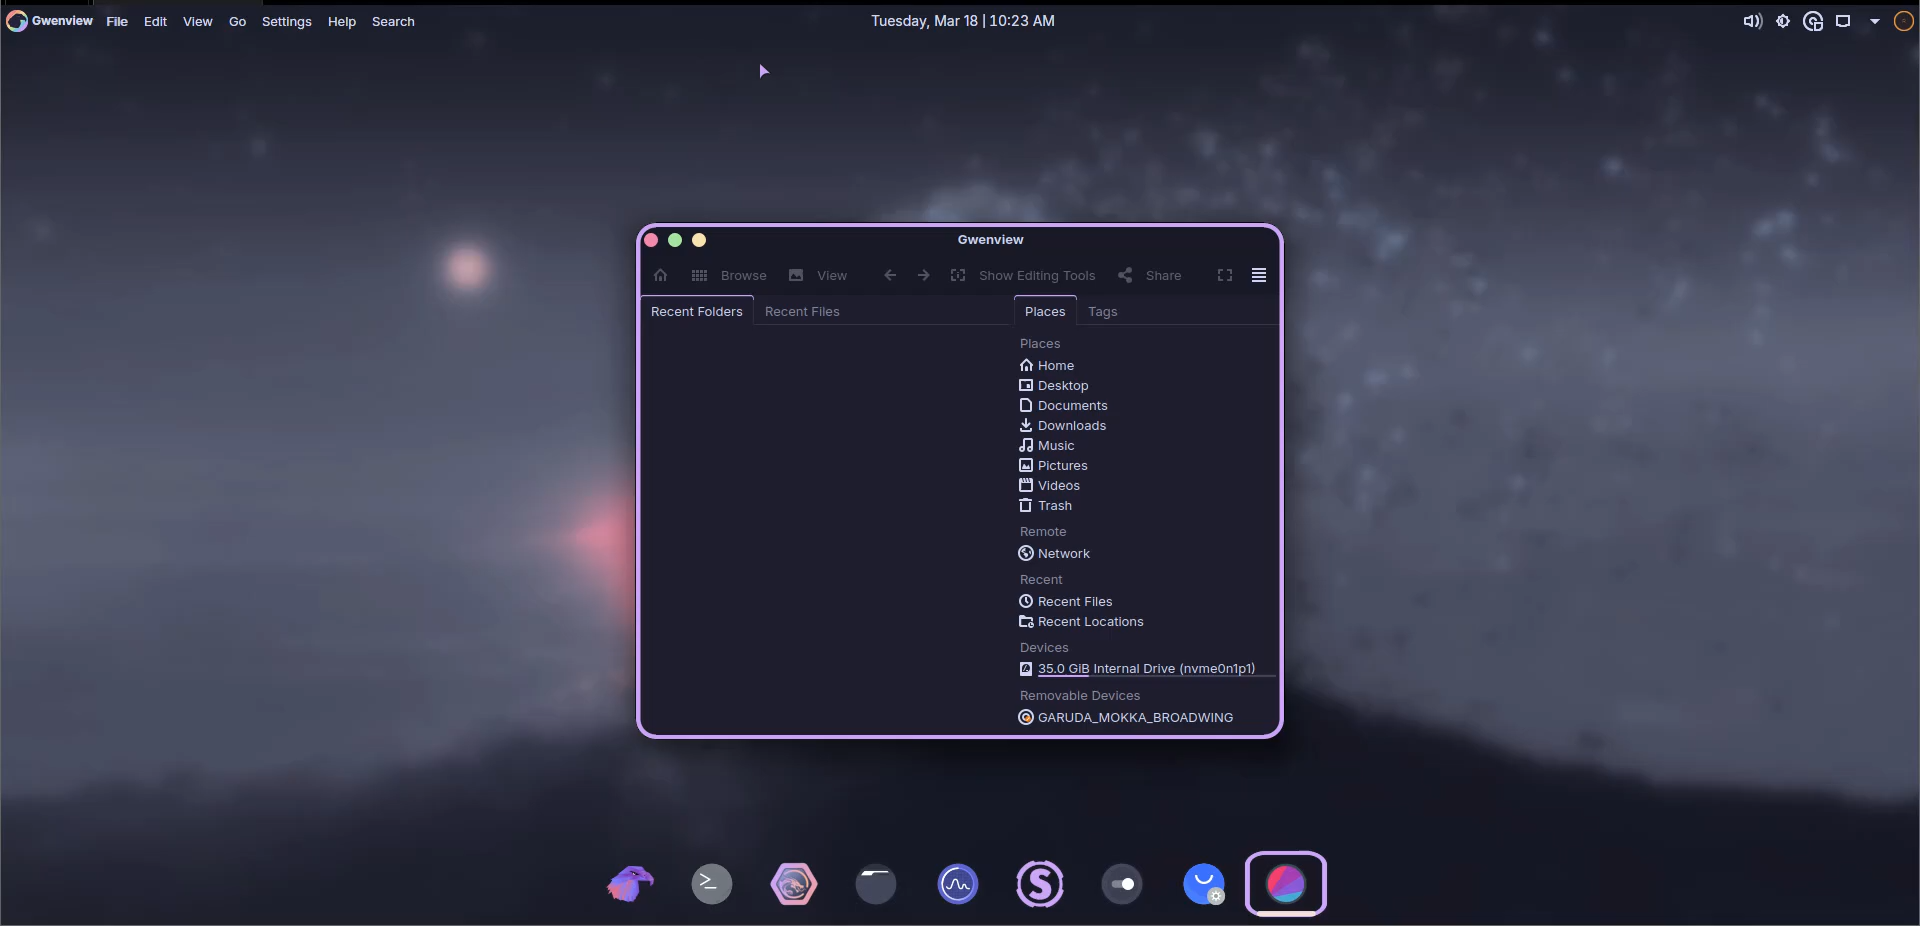 Gwenview File Edit View Go Settings Help Search
Tuesday, Mar 18 | 10:23 AM
Gwenview
Browse View Show Editing Tools Share
Recent Folders Recent Files
Places Tags
Places
Home
Desktop
Documents
Downloads
Music
Pictures
Videos
Trash
Remote
Network
Recent
Recent Files
Recent Locations
Devices
35.0 GiB Internal Drive (nvme0n1p1)
Removable Devices
GARUDA_MOKKA_BROADWING